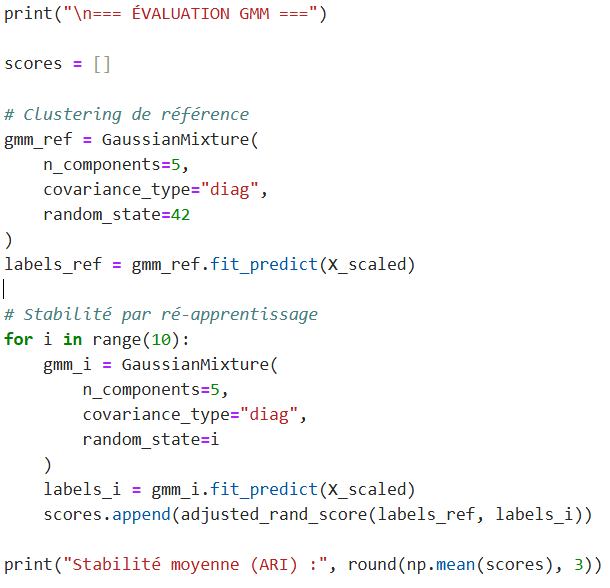 print("\n=== ÉVALUATION GMM ===")
scores = []
# Clustering de référence
gmm_ref = GaussianMixture(
    n_components=5,
    covariance_type="diag",
    random_state=42
)
labels_ref = gmm_ref.fit_predict(X_scaled)
# Stabilité par ré-apprentissage
for i in range(10):
    gmm_i = GaussianMixture(
        n_components=5,
        covariance_type="diag",
        random_state=i
    )
    labels_i = gmm_i.fit_predict(X_scaled)
    scores.append(adjusted_rand_score(labels_ref, labels_i))
print("Stabilité moyenne (ARI) :", round(np.mean(scores), 3))